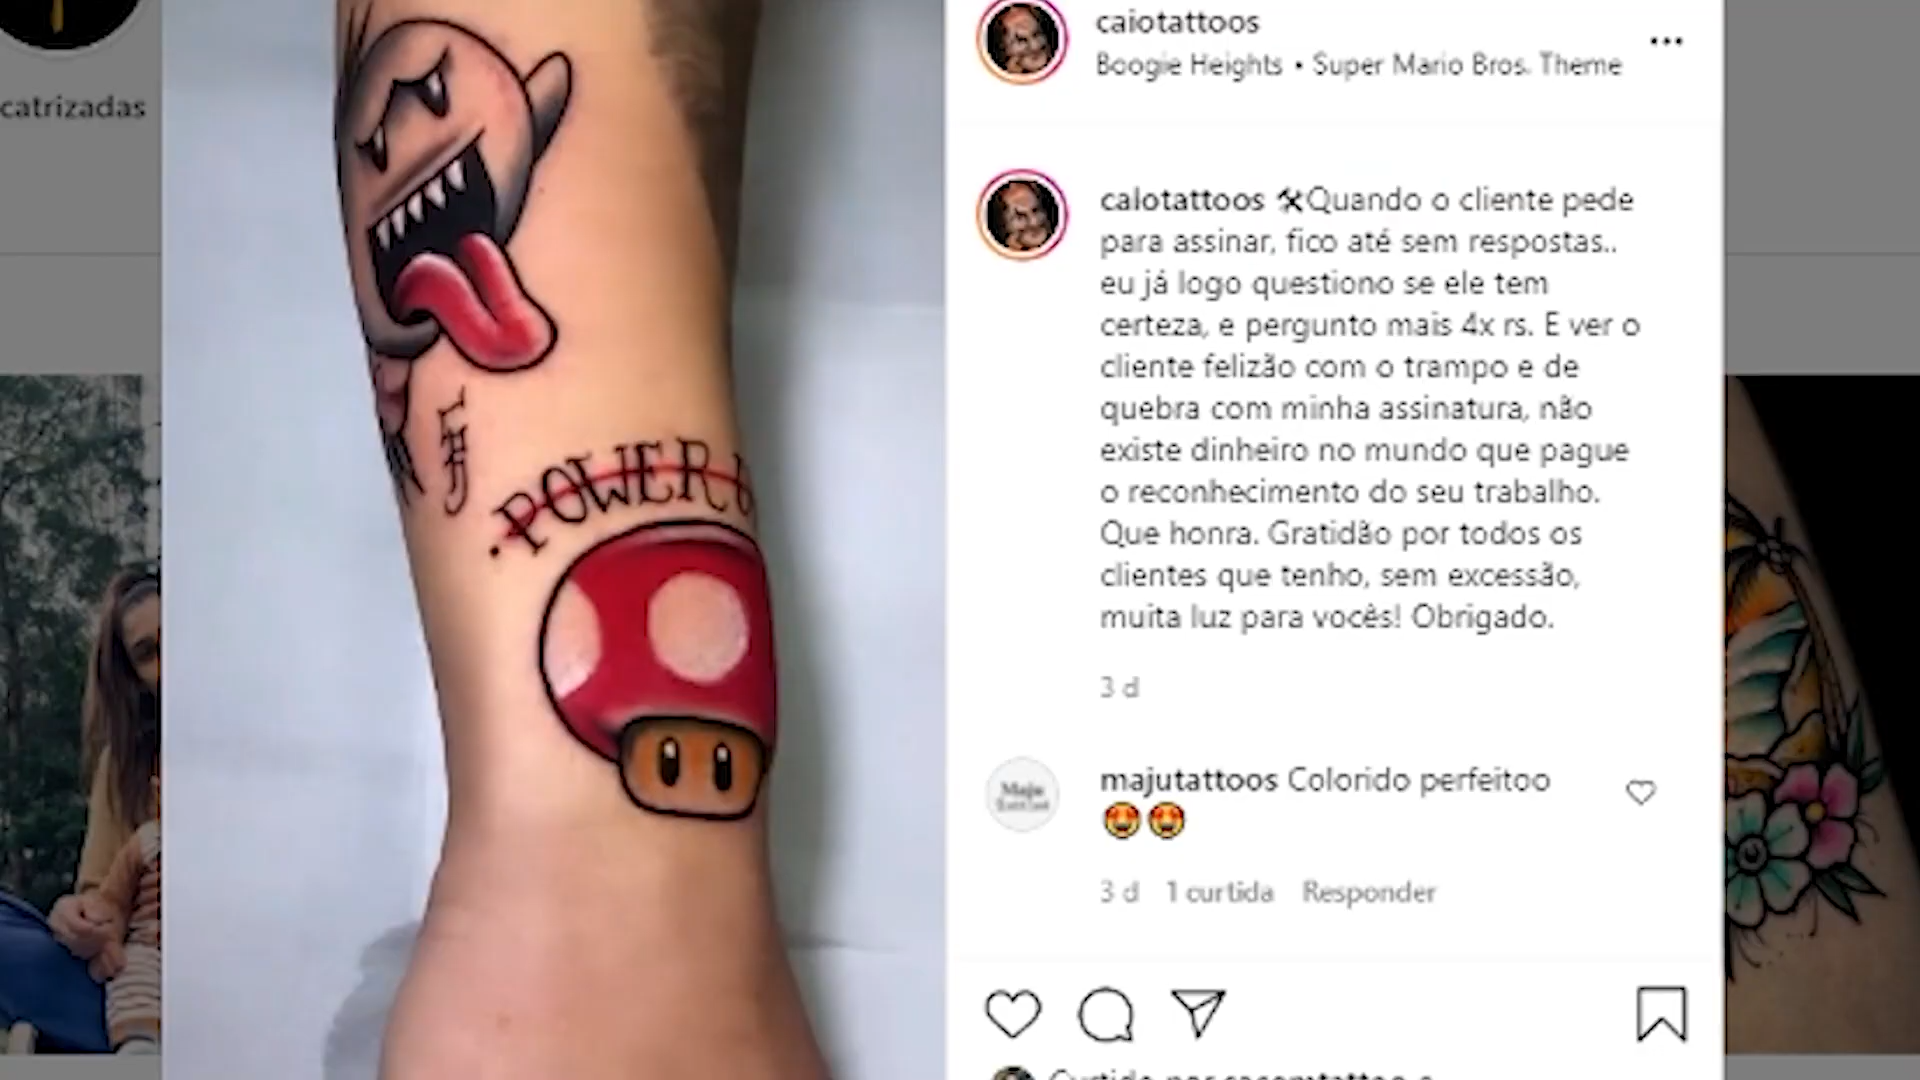 catrizadas
POWER
caiotattoos
Boogie Heights • Super Mario Bros. Theme
caiotattoos 🛠Quando o cliente pede
para assinar, fico até sem respostas..
eu já logo questiono se ele tem
certeza, e pergunto mais 4x rs. E ver o
cliente felizão com o trampo e de
quebra com minha assinatura, não
existe dinheiro no mundo que pague
o reconhecimento do seu trabalho.
Que honra. Gratidão por todos os
clientes que tenho, sem excessão,
muita luz para vocês! Obrigado.
3 d
Maju
majutattoos Colorido perfeitoo
😍😍
3 d 1 curtida Responder